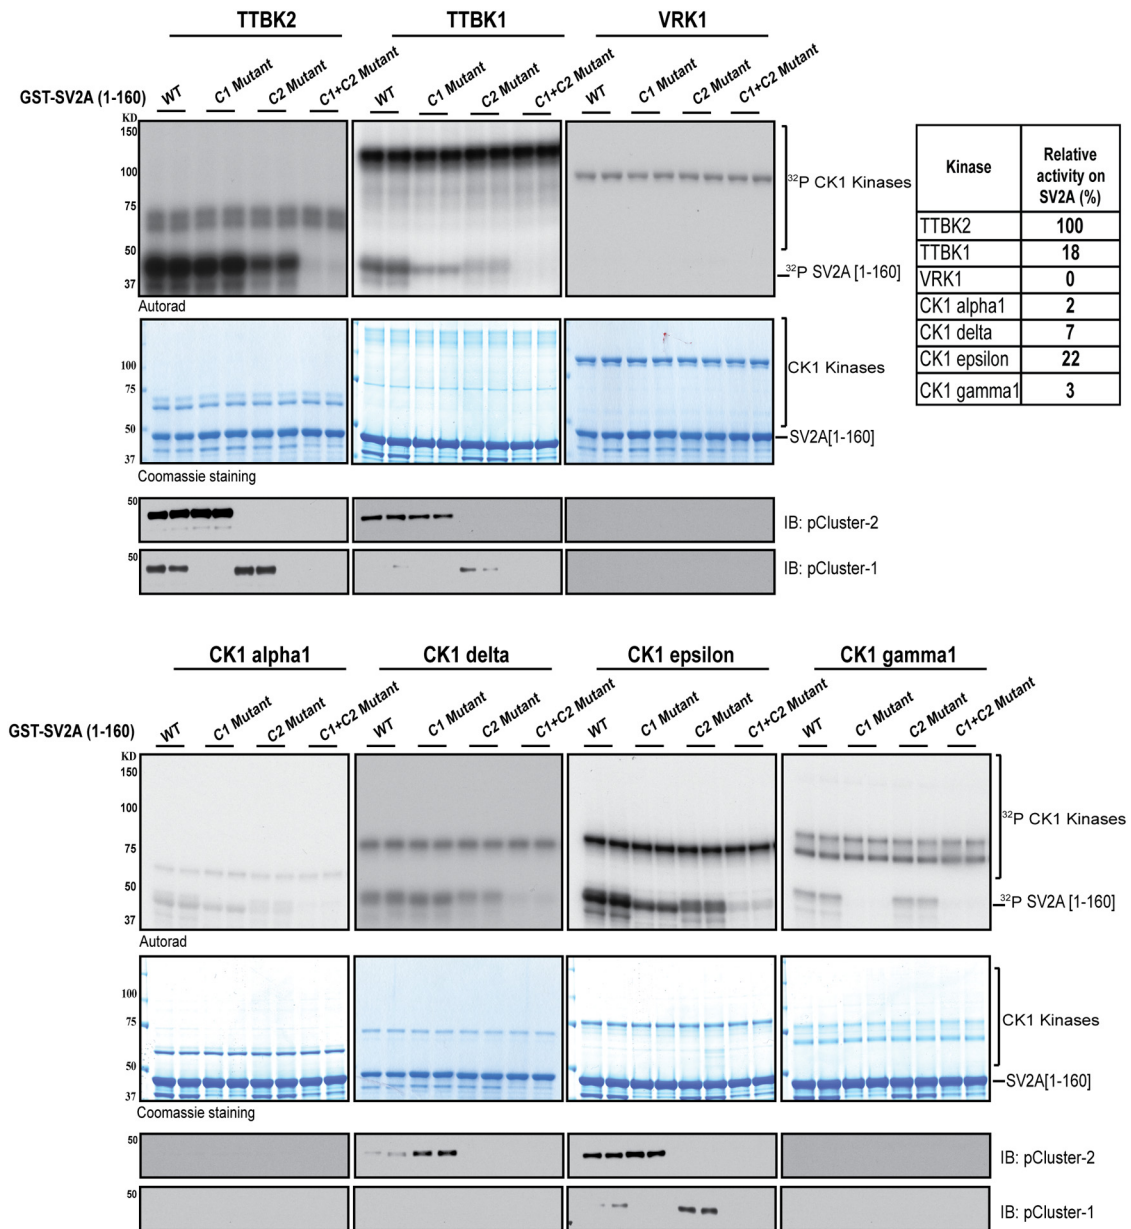 TTBK2 TTBK1 VRK1
GST-SV2A (1-160) WT C1 Mutant C2 Mutant C1+C2 Mutant WT C1 Mutant C2 Mutant C1+C2 Mutant WT C1 Mutant C2 Mutant C1+C2 Mutant
KD
150
100
75
50
37
³²P CK1 Kinases
³²P SV2A [1-160]
Autorad
100
75
50
37
CK1 Kinases
SV2A[1-160]
Coomassie staining
50
IB: pCluster-2
50
IB: pCluster-1
Kinase Relative activity on SV2A (%)
TTBK2 100
TTBK1 18
VRK1 0
CK1 alpha1 2
CK1 delta 7
CK1 epsilon 22
CK1 gamma1 3
CK1 alpha1 CK1 delta CK1 epsilon CK1 gamma1
GST-SV2A (1-160) WT C1 Mutant C2 Mutant C1+C2 Mutant WT C1 Mutant C2 Mutant C1+C2 Mutant WT C1 Mutant C2 Mutant C1+C2 Mutant WT C1 Mutant C2 Mutant C1+C2 Mutant
KD
150
100
75
50
37
³²P CK1 Kinases
³²P SV2A [1-160]
Autorad
100
75
50
37
CK1 Kinases
SV2A[1-160]
Coomassie staining
50
IB: pCluster-2
50
IB: pCluster-1